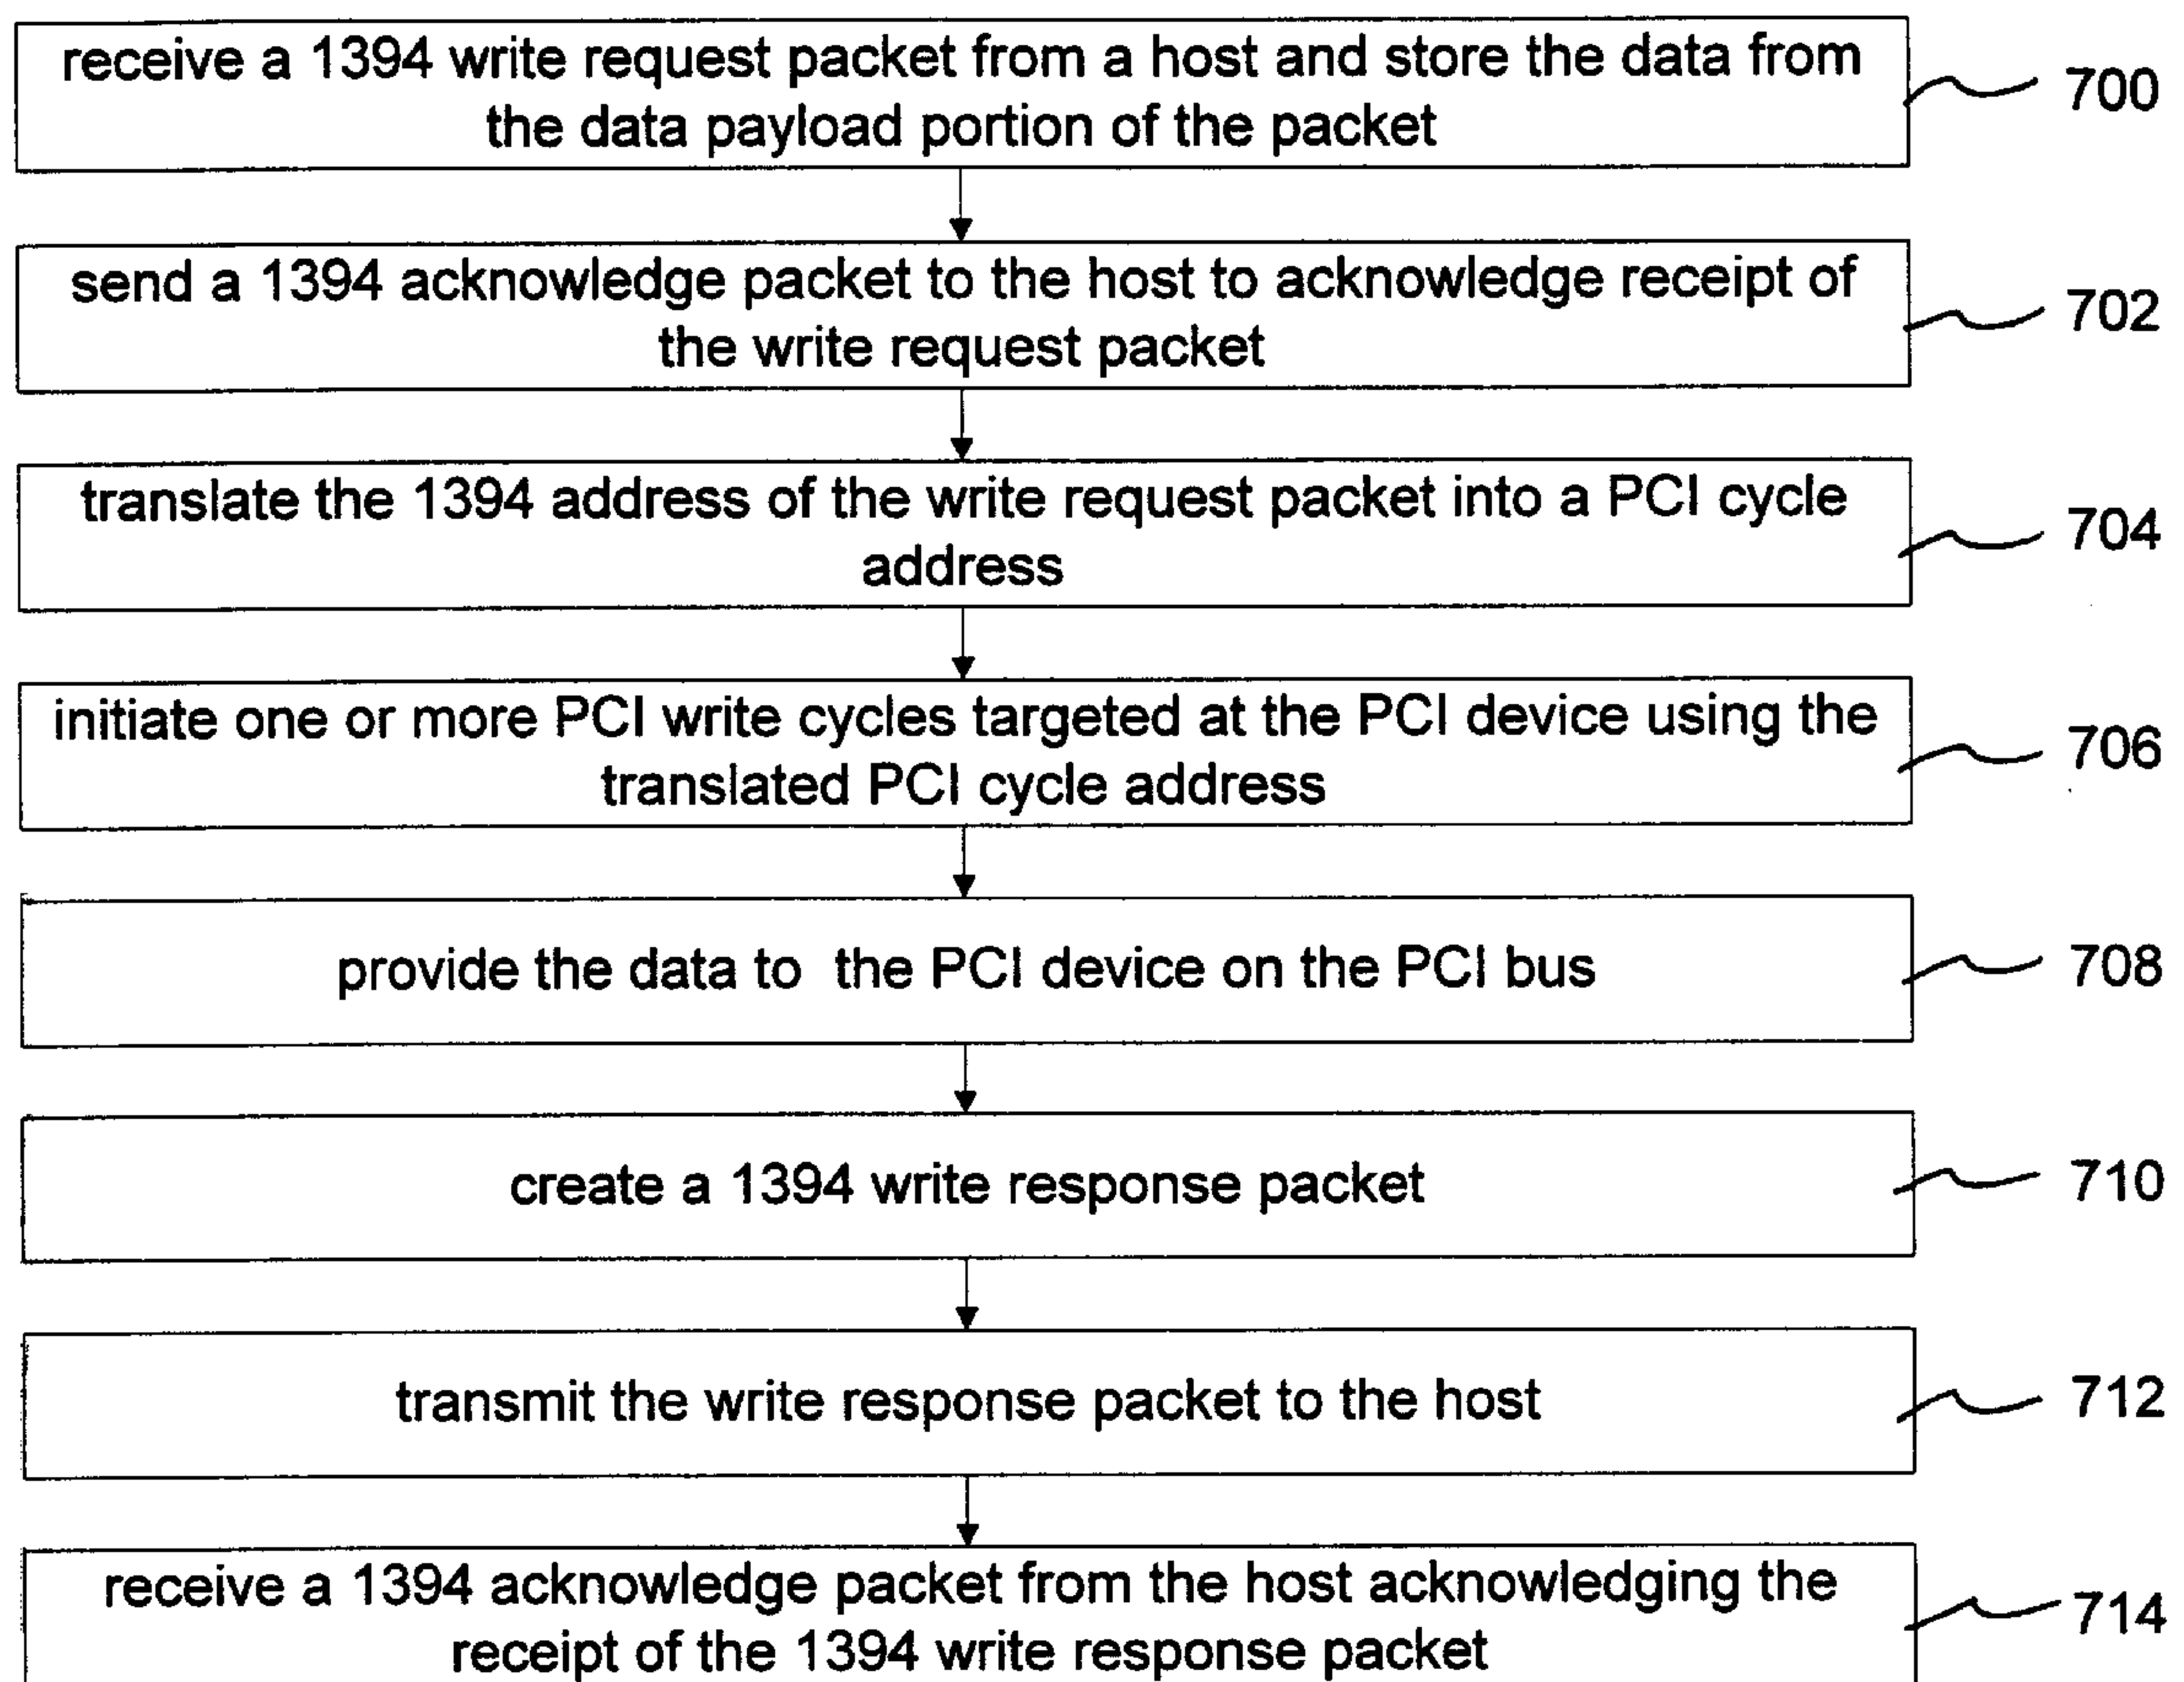 receive a 1394 write request packet from a host and store the data from
the data payload portion of the packet
700
send a 1394 acknowledge packet to the host to acknowledge receipt of
the write request packet
702
translate the 1394 address of the write request packet into a PCI cycle
address
704
initiate one or more PCI write cycles targeted at the PCI device using the
translated PCI cycle address
706
provide the data to the PCI device on the PCI bus
708
create a 1394 write response packet
710
transmit the write response packet to the host
712
receive a 1394 acknowledge packet from the host acknowledging the
receipt of the 1394 write response packet
714